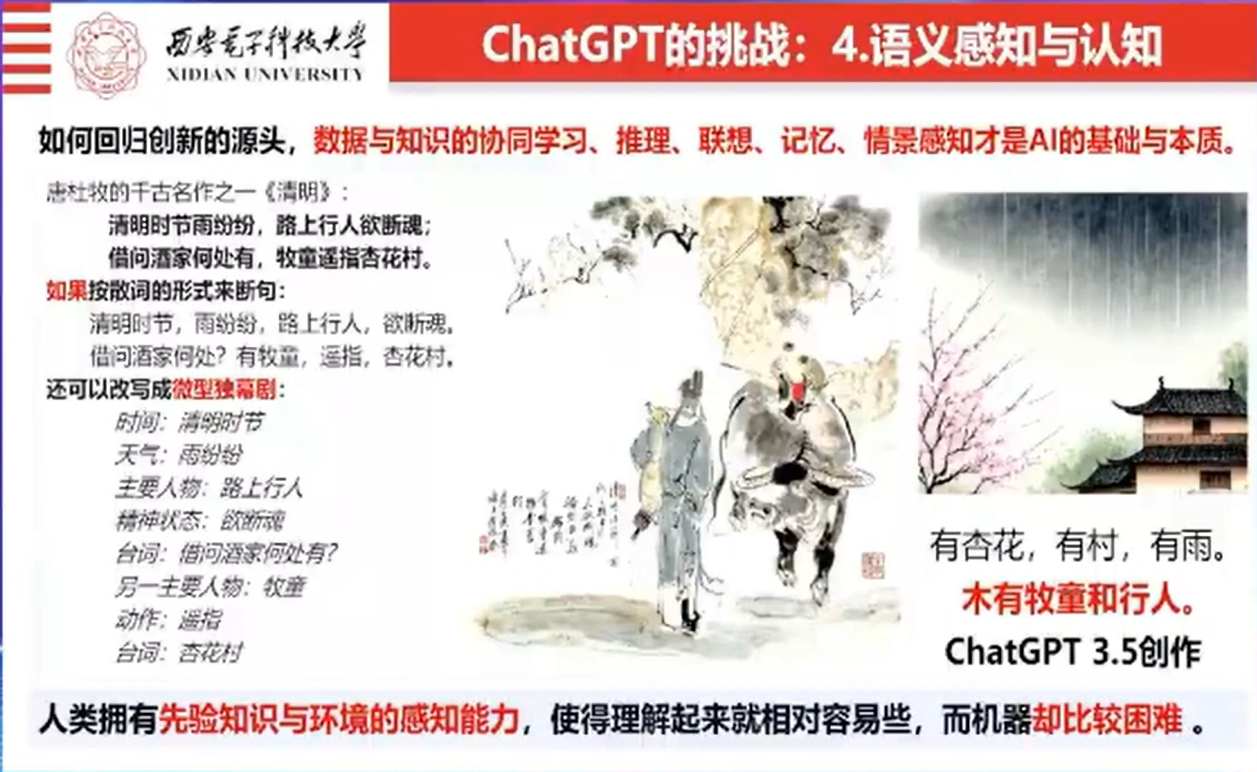 西安电子科技大学
XIDIAN UNIVERSITY
ChatGPT的挑战：4.语义感知与认知
如何回归创新的源头，数据与知识的协同学习、推理、联想、记忆、情景感知才是AI的基础与本质。
唐杜牧的千古名作之一《清明》：
清明时节雨纷纷，路上行人欲断魂；
借问酒家何处有，牧童遥指杏花村。
如果按散词的形式来断句：
清明时节，雨纷纷，路上行人，欲断魂。
借问酒家何处？有牧童，遥指，杏花村。
还可以改写成微型独幕剧：
时间：清明时节
天气：雨纷纷
主要人物：路上行人
精神状态：欲断魂
台词：借问酒家何处有？
另一主要人物：牧童
动作：遥指
台词：杏花村
有杏花，有村，有雨。
木有牧童和行人。
ChatGPT 3.5创作
人类拥有先验知识与环境的感知能力，使得理解起来就相对容易些，而机器却比较困难 。